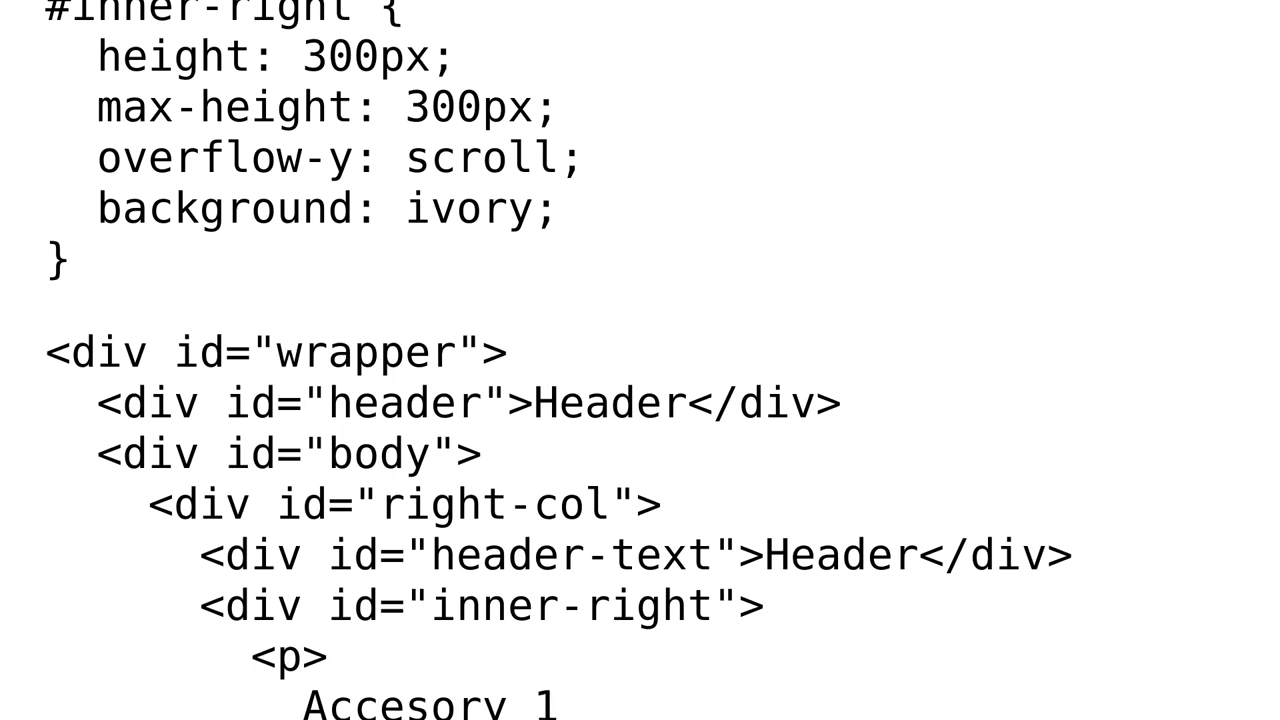 #inner-right {
  height: 300px;
  max-height: 300px;
  overflow-y: scroll;
  background: ivory;
}

<div id="wrapper">
  <div id="header">Header</div>
  <div id="body">
    <div id="right-col">
      <div id="header-text">Header</div>
      <div id="inner-right">
        <p>
          Accesory 1